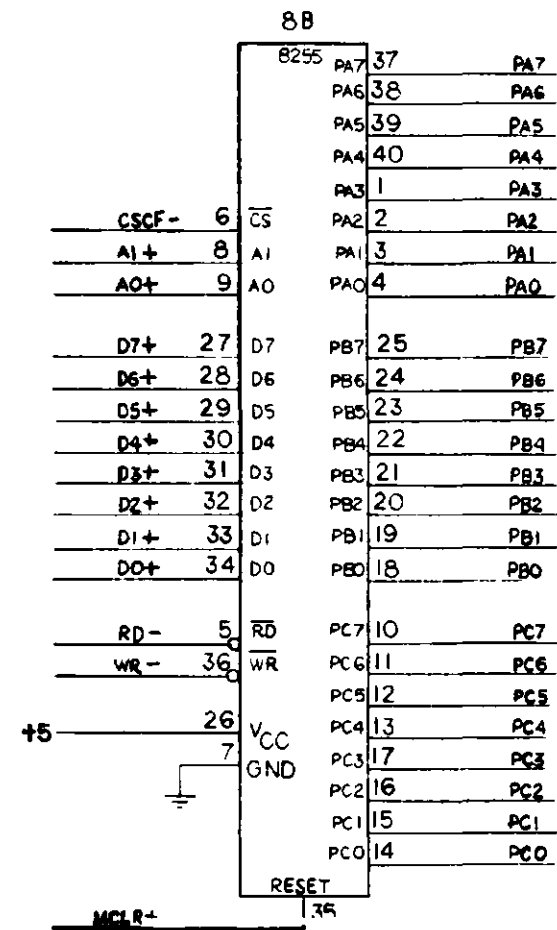 8B
8255
PA7 37 PA7
PA6 38 PA6
PA5 39 PA5
PA4 40 PA4
PA3 1 PA3
CSCF- 6 CS PA2 2 PA2
A1+ 8 A1 PA1 3 PA1
A0+ 9 A0 PA0 4 PA0
D7+ 27 D7 PB7 25 PB7
D6+ 28 D6 PB6 24 PB6
D5+ 29 D5 PB5 23 PB5
D4+ 30 D4 PB4 22 PB4
D3+ 31 D3 PB3 21 PB3
D2+ 32 D2 PB2 20 PB2
D1+ 33 D1 PB1 19 PB1
D0+ 34 D0 PB0 18 PB0
RD- 5 RD PC7 10 PC7
WR- 36 WR PC6 11 PC6
PC5 12 PC5
+5 26 VCC PC4 13 PC4
7 GND PC3 17 PC3
PC2 16 PC2
PC1 15 PC1
PC0 14 PC0
RESET
35
MCLR+